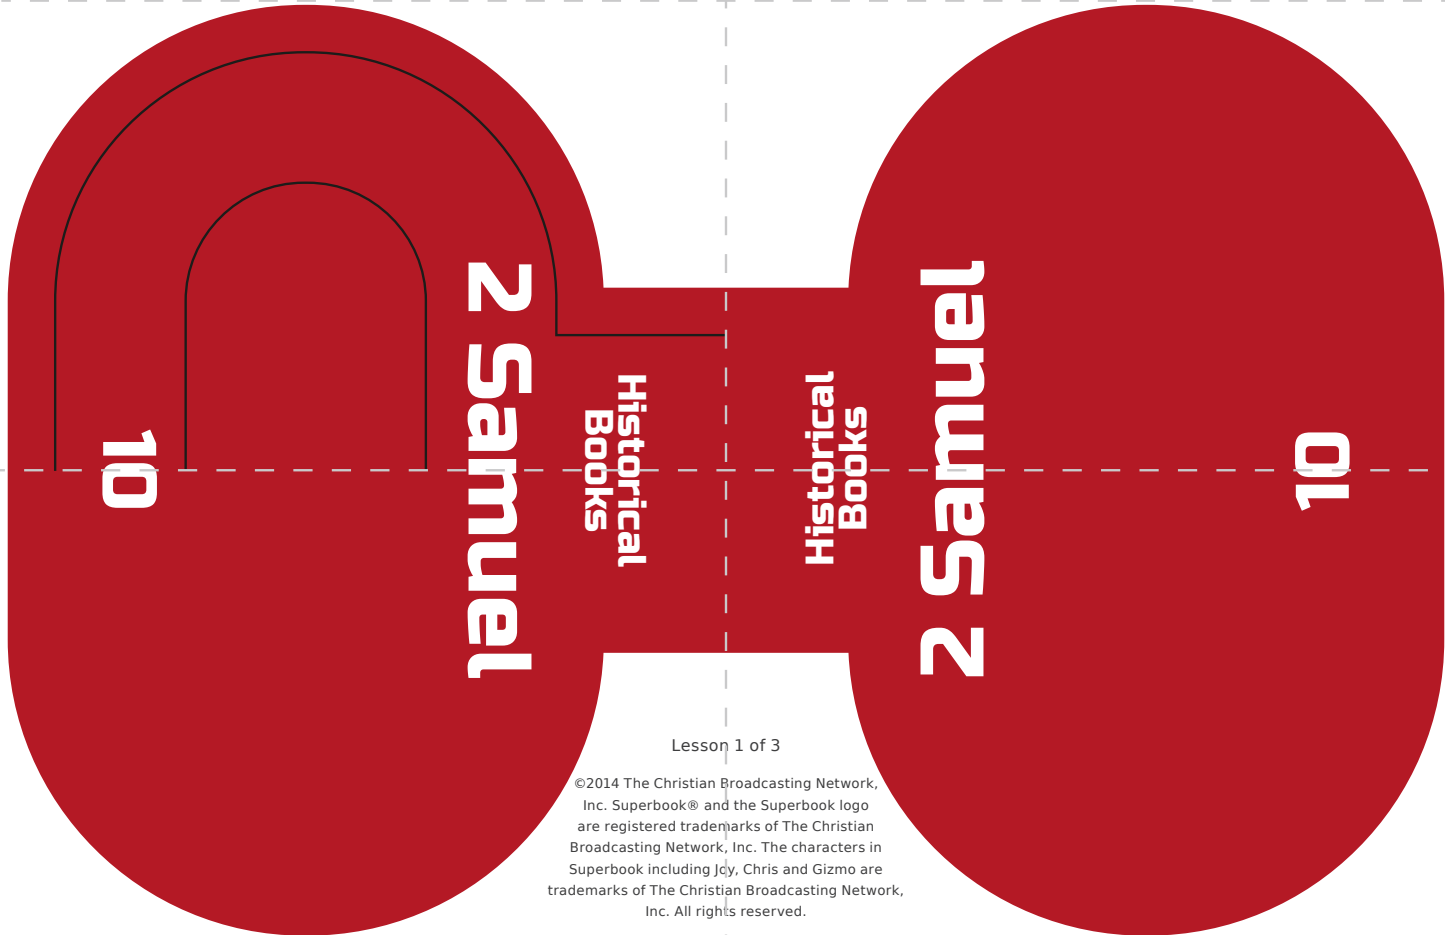 10
2 Samuel
Historical
Books
Historical
Books
2 Samuel
10
Lesson 1 of 3
©2014 The Christian Broadcasting Network,
Inc. Superbook® and the Superbook logo
are registered trademarks of The Christian
Broadcasting Network, Inc. The characters in
Superbook including Joy, Chris and Gizmo are
trademarks of The Christian Broadcasting Network,
Inc. All rights reserved.